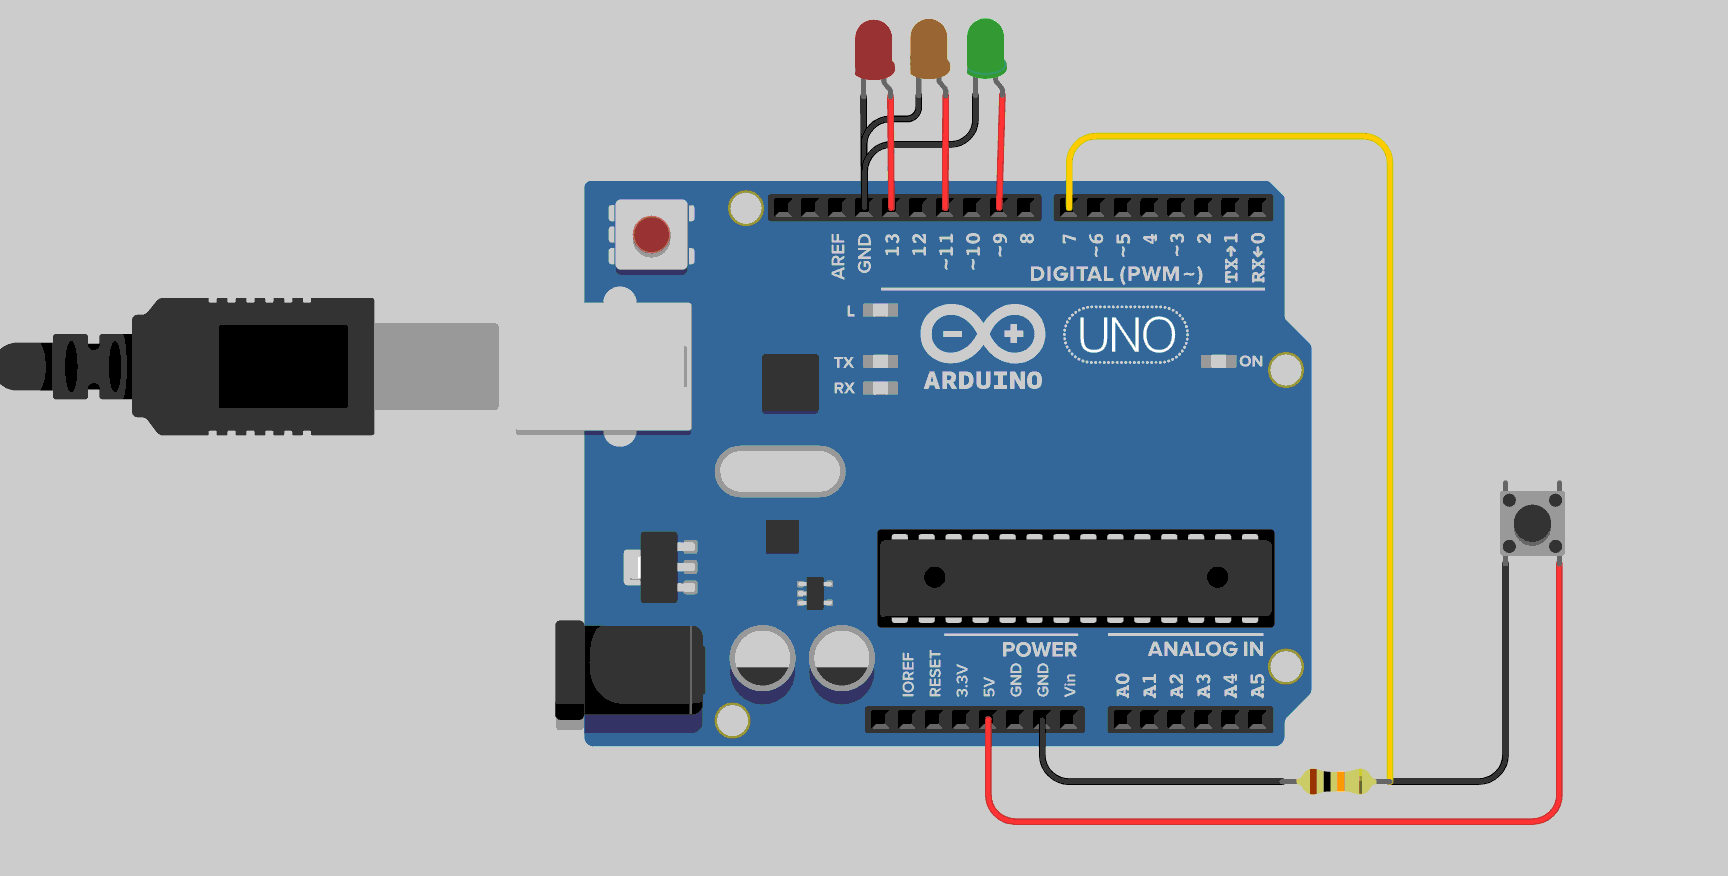 AREF
GND
13
12
~11
~10
~9
8
7
~6
~5
4
~3
2
TX→1
RX←0
DIGITAL (PWM~)
L
TX
RX
UNO
ON
ARDUINO
POWER
ANALOG IN
IOREF
RESET
3.3V
5V
GND
GND
Vin
A0
A1
A2
A3
A4
A5